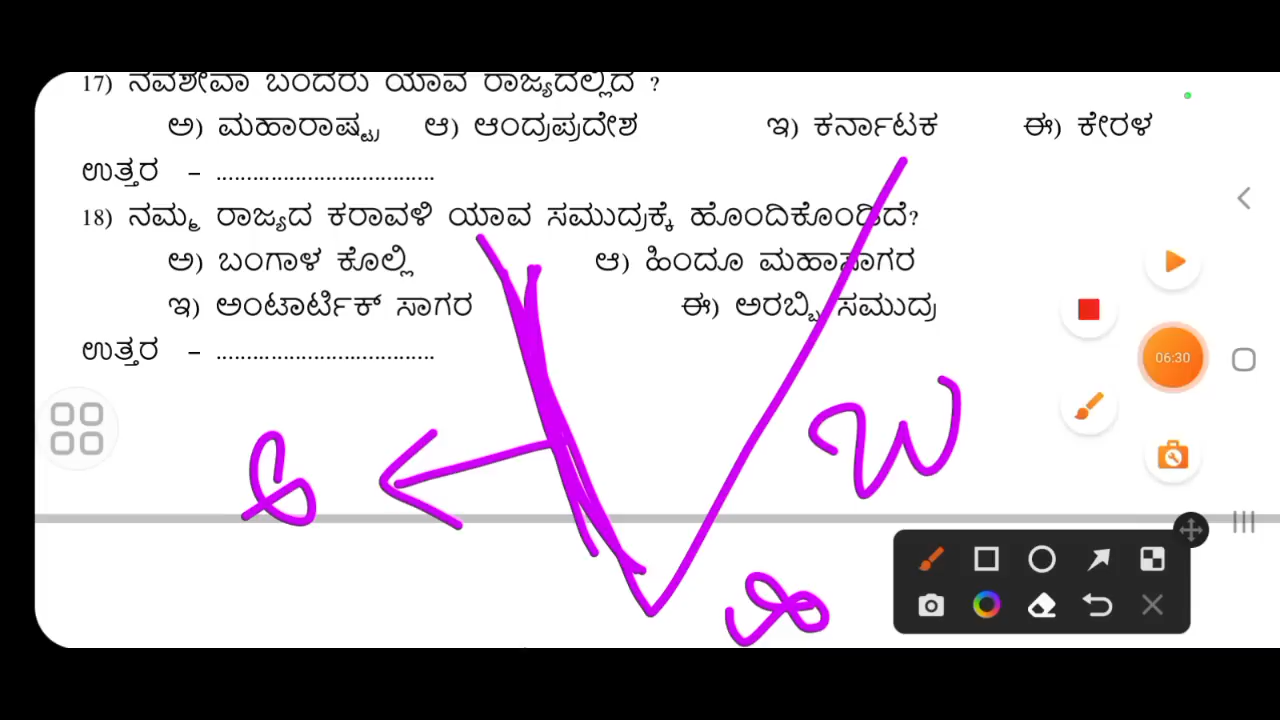 17) ನವಶೇವಾ ಬಂದರು ಯಾವ ರಾಜ್ಯದಲ್ಲಿದೆ ?
ಅ) ಮಹಾರಾಷ್ಟ್ರ ಆ) ಆಂದ್ರಪ್ರದೇಶ ಇ) ಕರ್ನಾಟಕ ಈ) ಕೇರಳ
ಉತ್ತರ – ....................................
18) ನಮ್ಮ ರಾಜ್ಯದ ಕರಾವಳಿ ಯಾವ ಸಮುದ್ರಕ್ಕೆ ಹೊಂದಿಕೊಂಡಿದೆ?
ಅ) ಬಂಗಾಳ ಕೊಲ್ಲಿ ಆ) ಹಿಂದೂ ಮಹಾಸಾಗರ
ಇ) ಅಂಟಾರ್ಟಿಕ್ ಸಾಗರ ಈ) ಅರಬ್ಬಿ ಸಮುದ್ರ
ಉತ್ತರ – ....................................
06:30